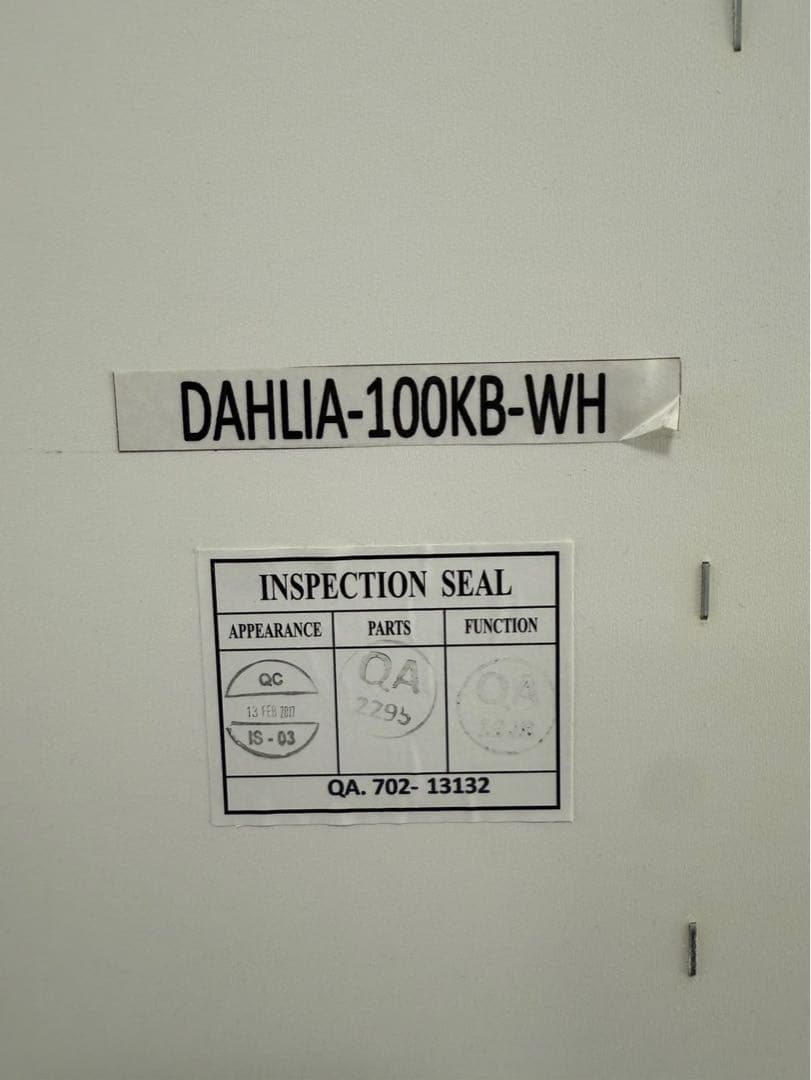 DAHLIA-100KB-WH
INSPECTION SEAL
APPEARANCE PARTS FUNCTION
QC
13 FEB 2017
IS-03
QA
2295
QA
QA. 702- 13132